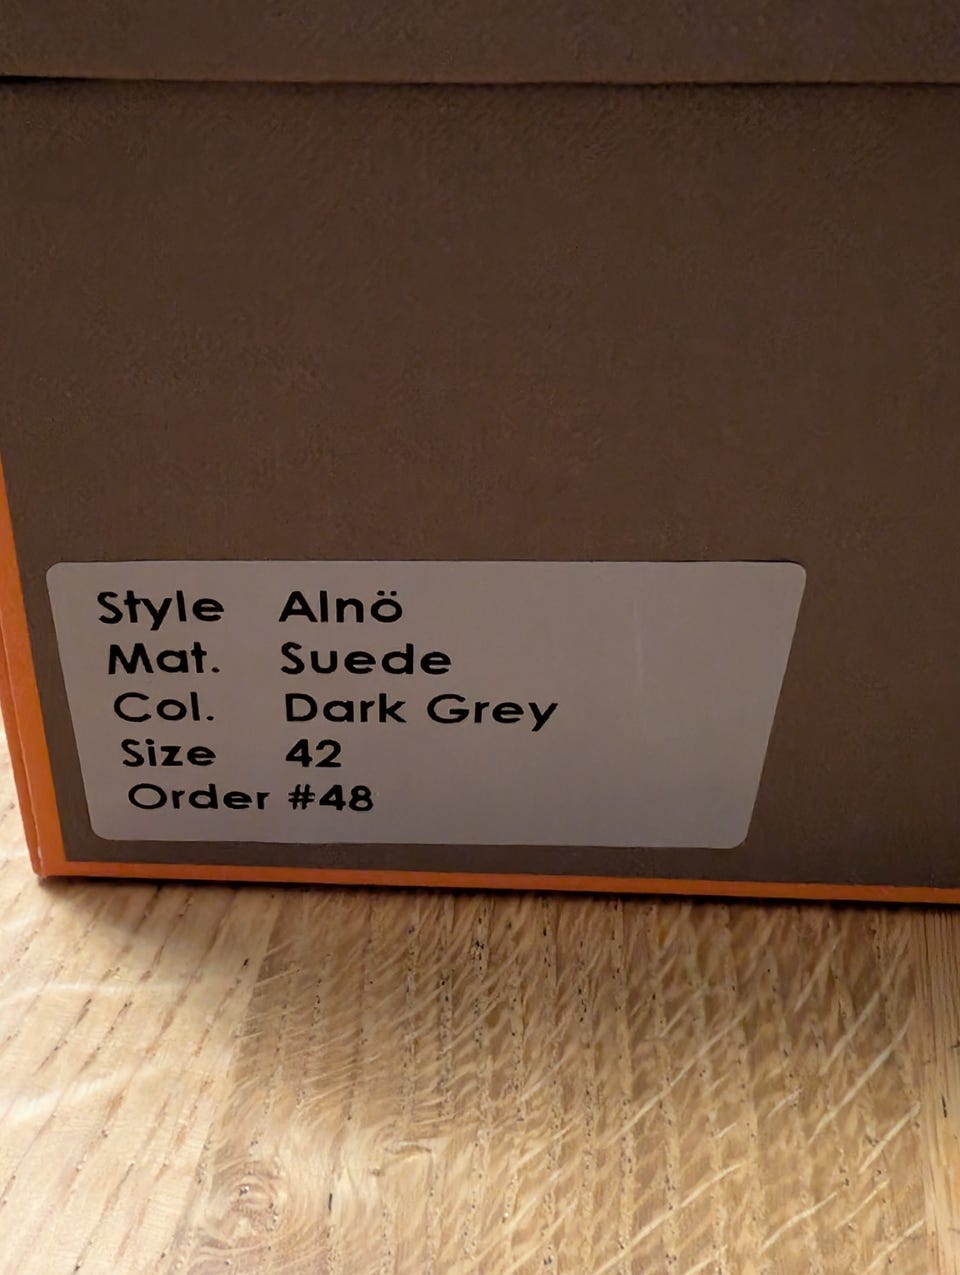 Style Alnö
Mat. Suede
Col. Dark Grey
Size 42
Order #48